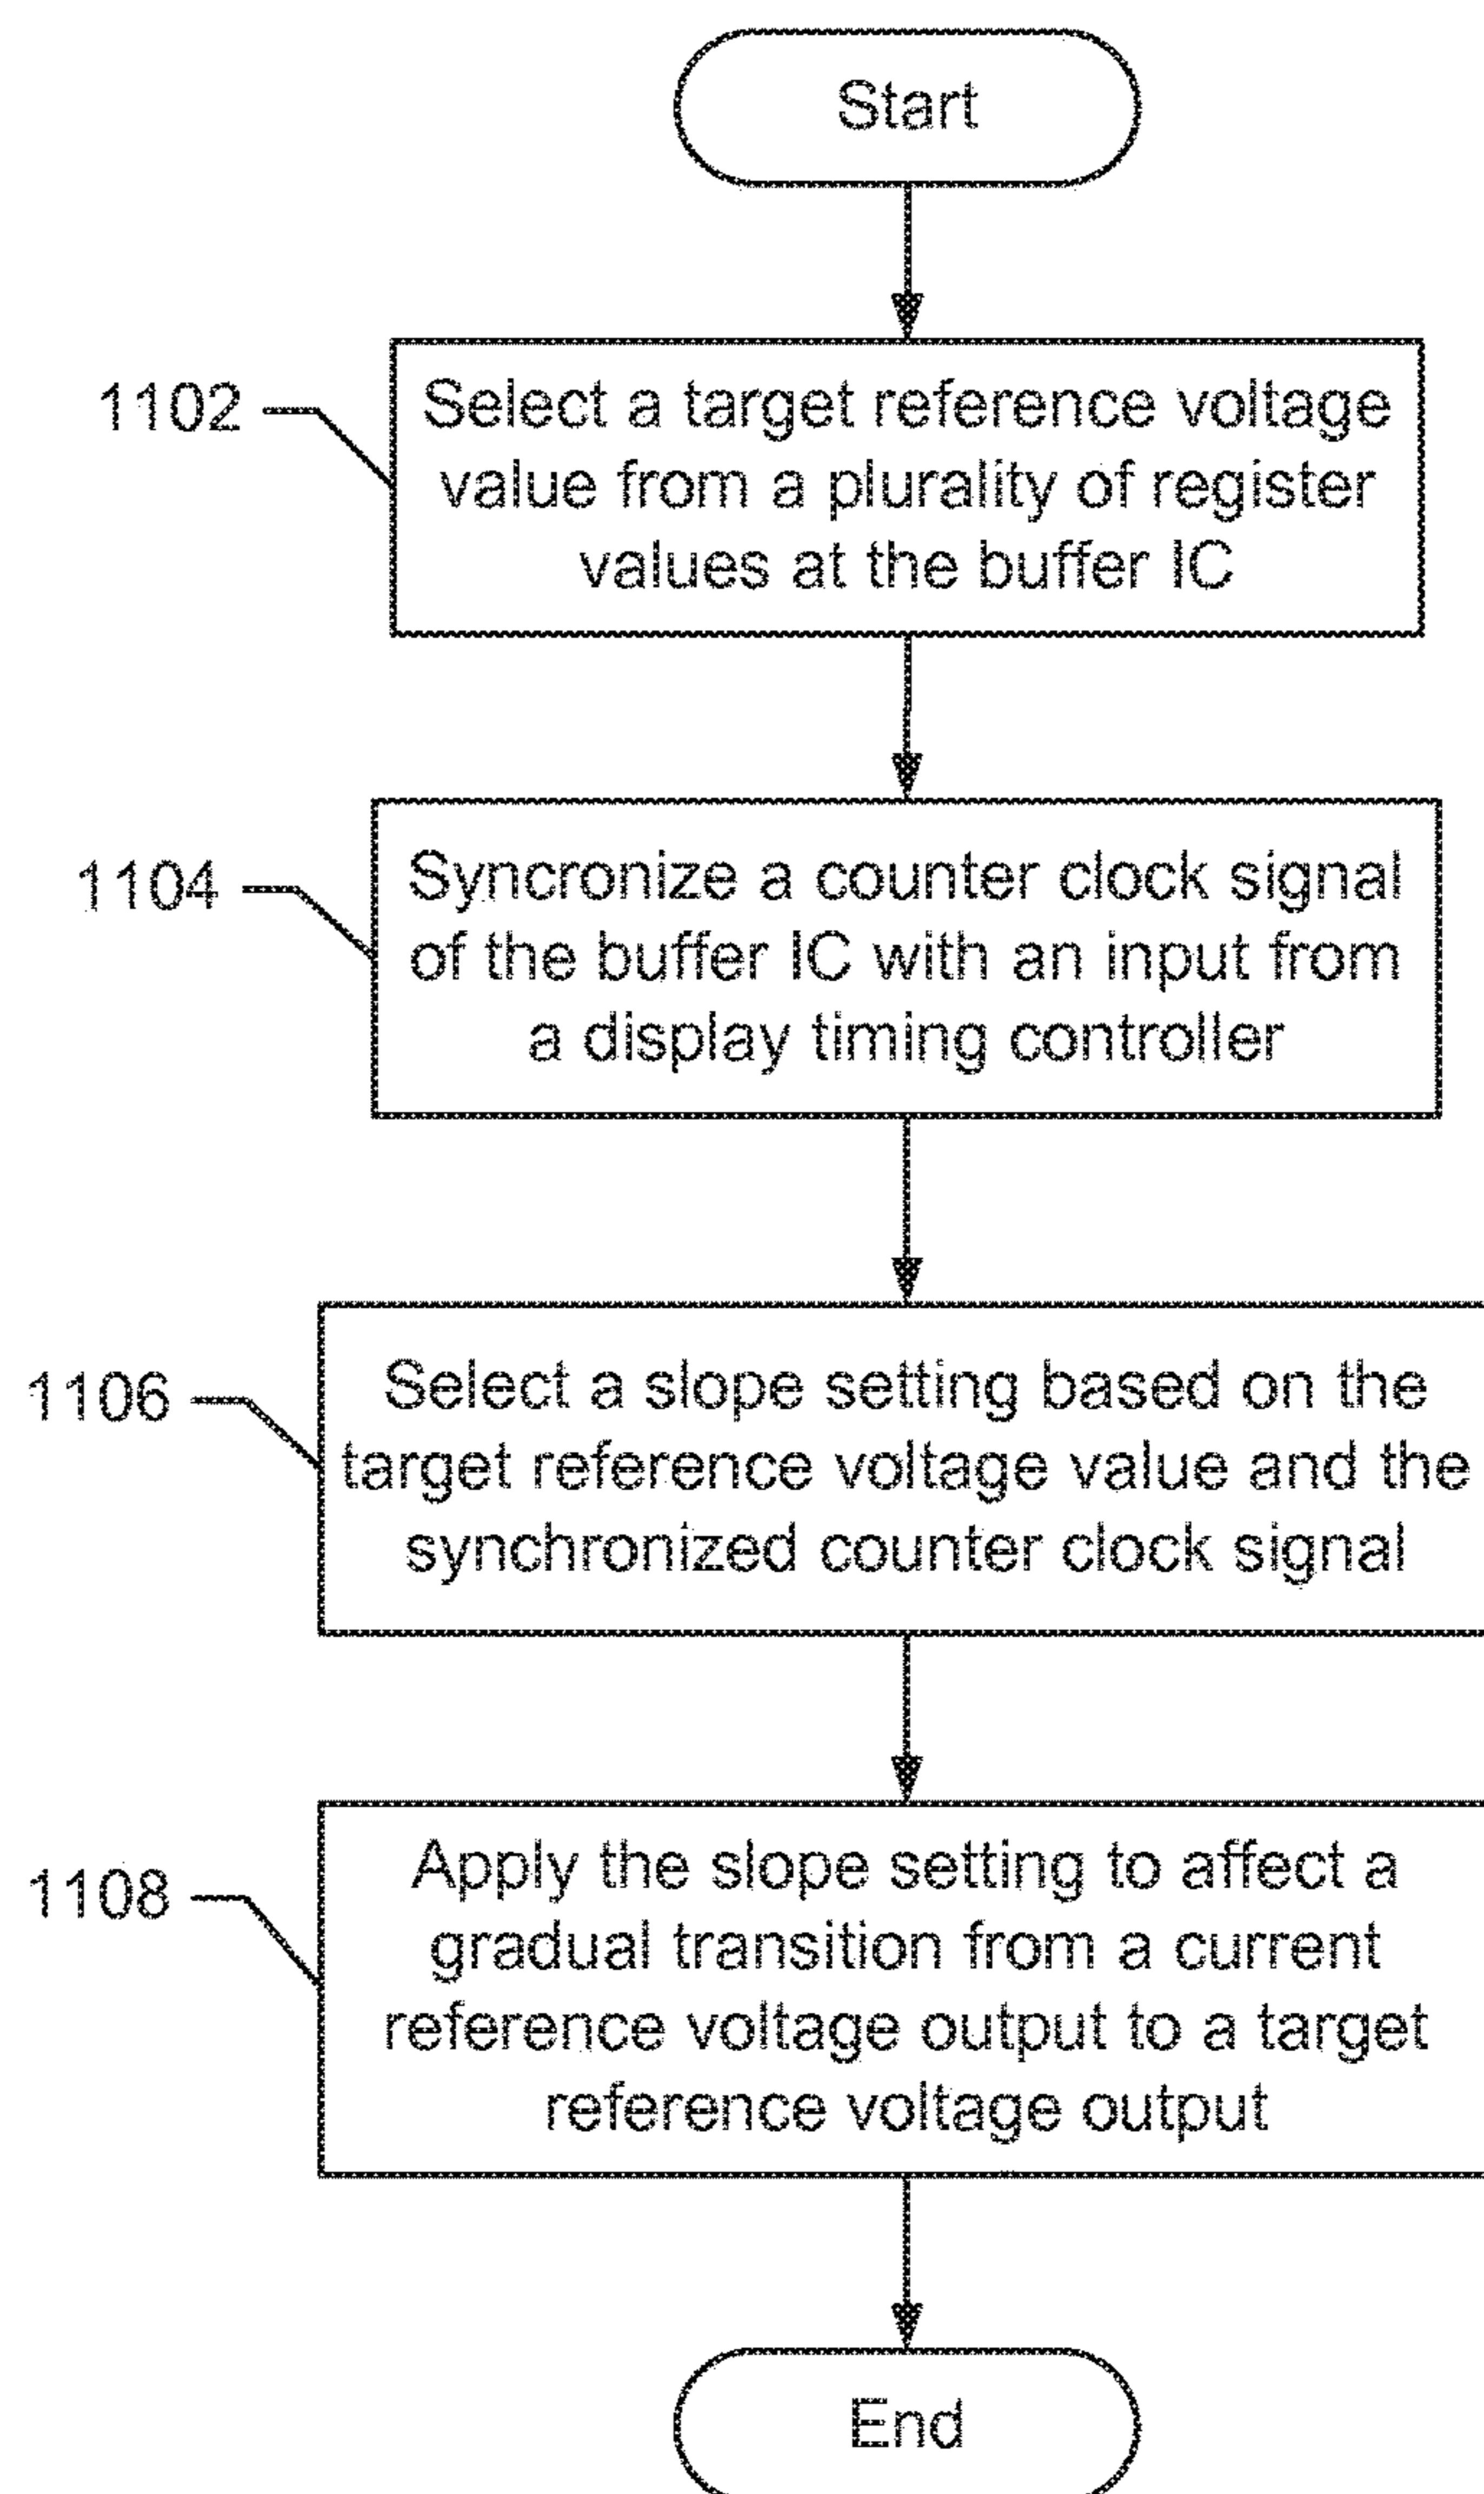 Start
1102
Select a target reference voltage
value from a plurality of register
values at the buffer IC
1104
Syncronize a counter clock signal
of the buffer IC with an input from
a display timing controller
1106
Select a slope setting based on the
target reference voltage value and the
synchronized counter clock signal
1108
Apply the slope setting to affect a
gradual transition from a current
reference voltage output to a target
reference voltage output
End